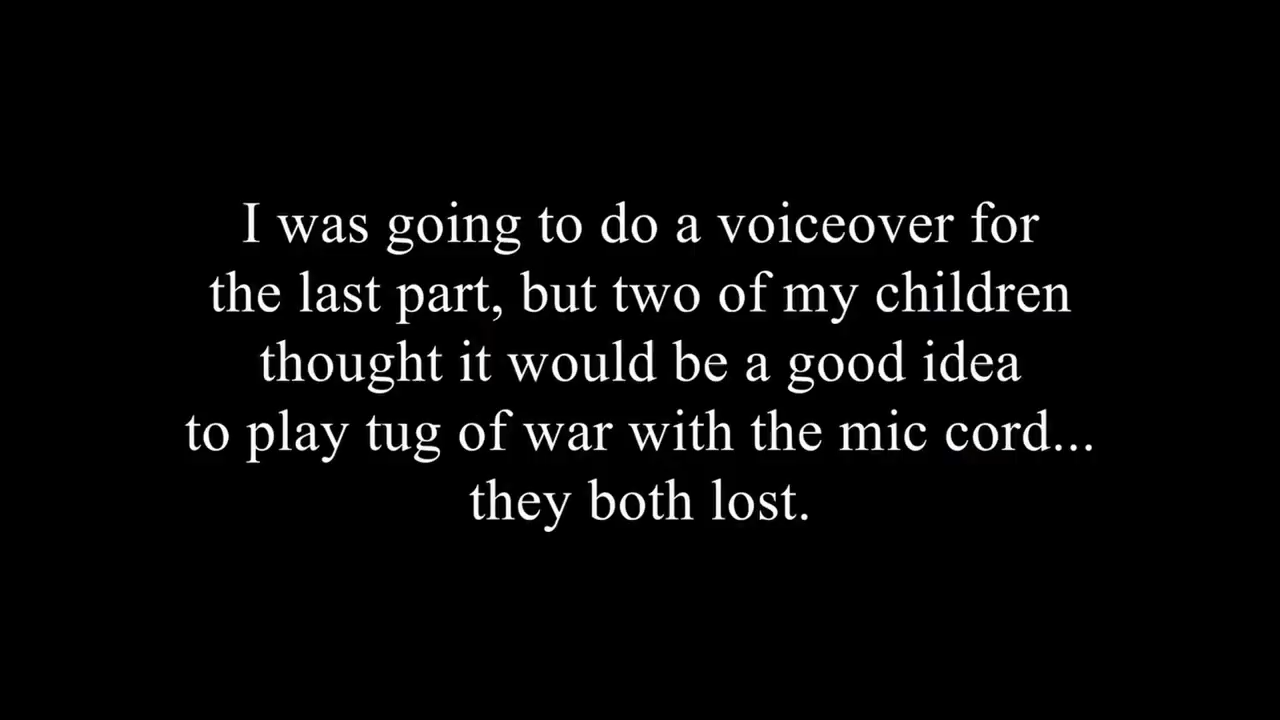 I was going to do a voiceover for
the last part, but two of my children
thought it would be a good idea
to play tug of war with the mic cord...
they both lost.